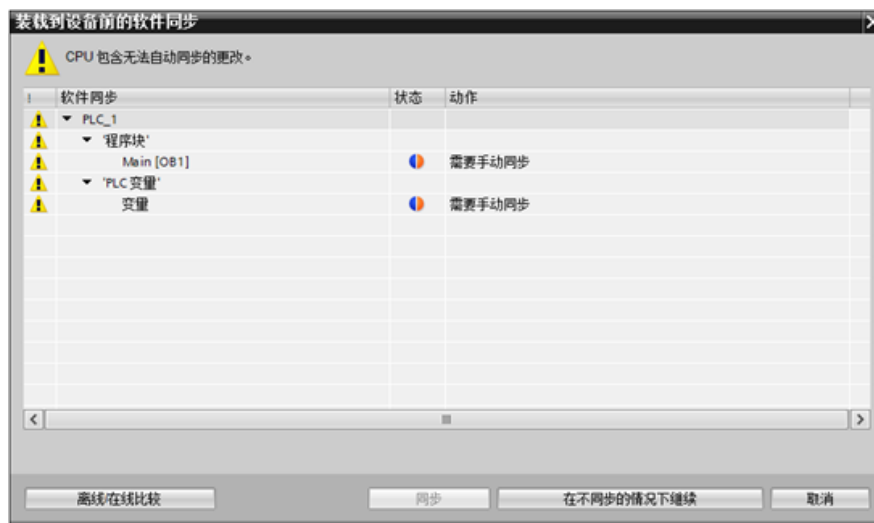 装载到设备前的软件同步
CPU 包含无法自动同步的更改。
! 软件同步 状态 动作
PLC_1
'程序块'
Main [OB1] 需要手动同步
'PLC 变量'
变量 需要手动同步
离线/在线比较 同步 在不同步的情况下继续 取消